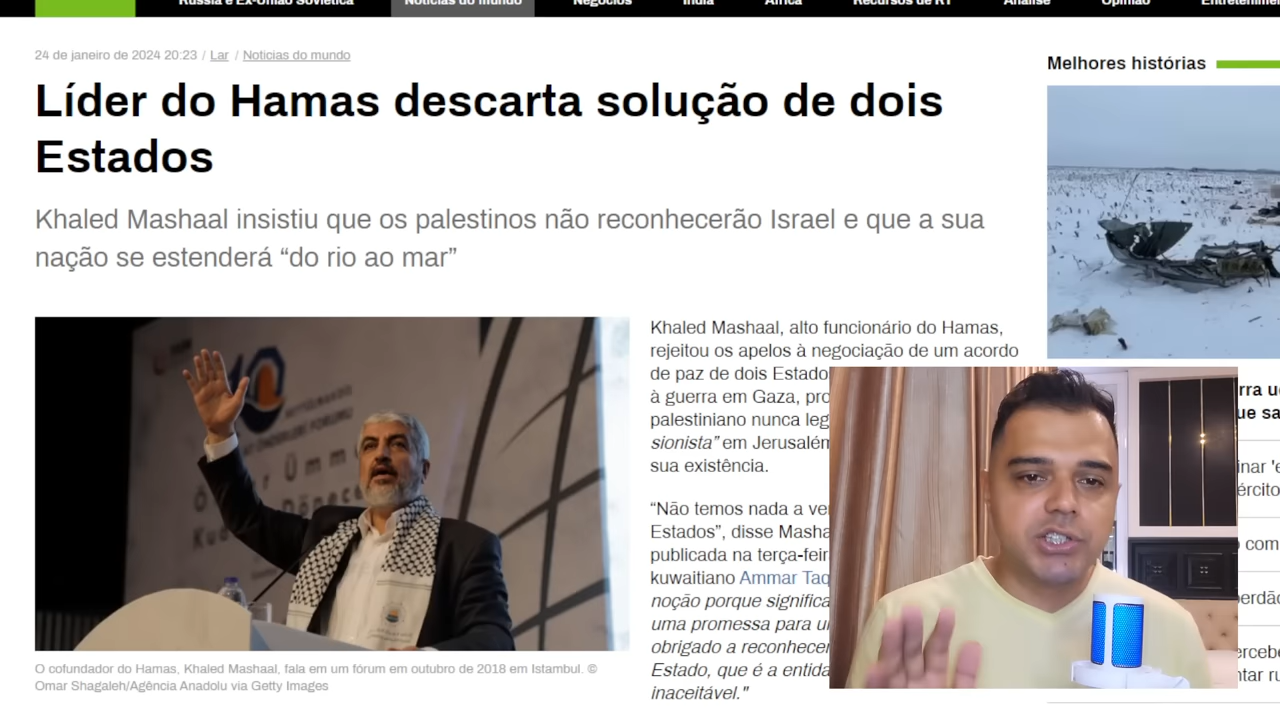 Rússia e Ex-União Soviética Notícias do mundo Negócios Índia África Recursos de RT Análise Opinião
24 de janeiro de 2024 20:23 / Lar / Noticias do mundo
Líder do Hamas descarta solução de dois
Estados
Khaled Mashaal insistiu que os palestinos não reconhecerão Israel e que a sua
nação se estenderá “do rio ao mar”
Khaled Mashaal, alto funcionário do Hamas,
rejeitou os apelos à negociação de um acordo
de paz de dois Estado
à guerra em Gaza, pro
palestiniano nunca leg
sionista” em Jerusalém
sua existência.
“Não temos nada a ver
Estados”, disse Masha
publicada na terça-feir
kuwaitiano Ammar Taq
noção porque significa
uma promessa para u
obrigado a reconhecer
Estado, que é a entida
inaceitável."
O cofundador do Hamas, Khaled Mashaal, fala em um fórum em outubro de 2018 em Istambul. ©
Omar Shagaleh/Agência Anadolu via Getty Images
Melhores histórias